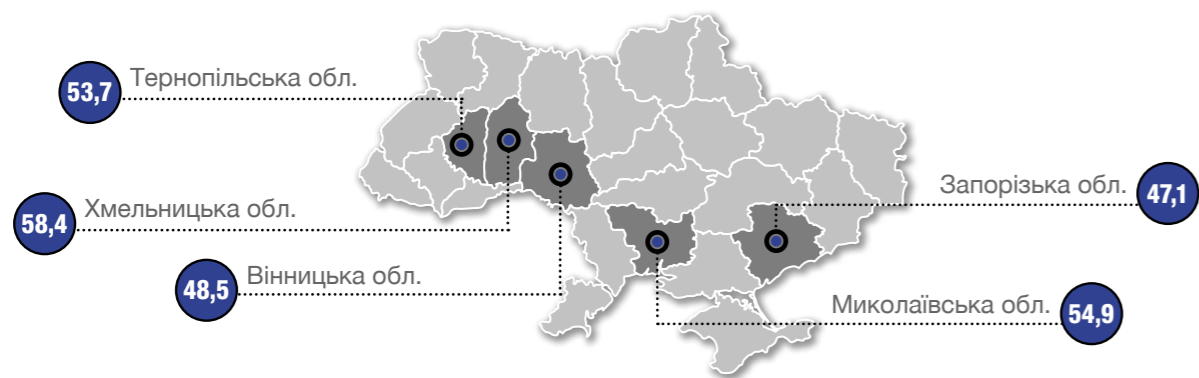 53,7 Тернопільська обл.
58,4 Хмельницька обл.
48,5 Вінницька обл.
Запорізька обл. 47,1
Миколаївська обл. 54,9